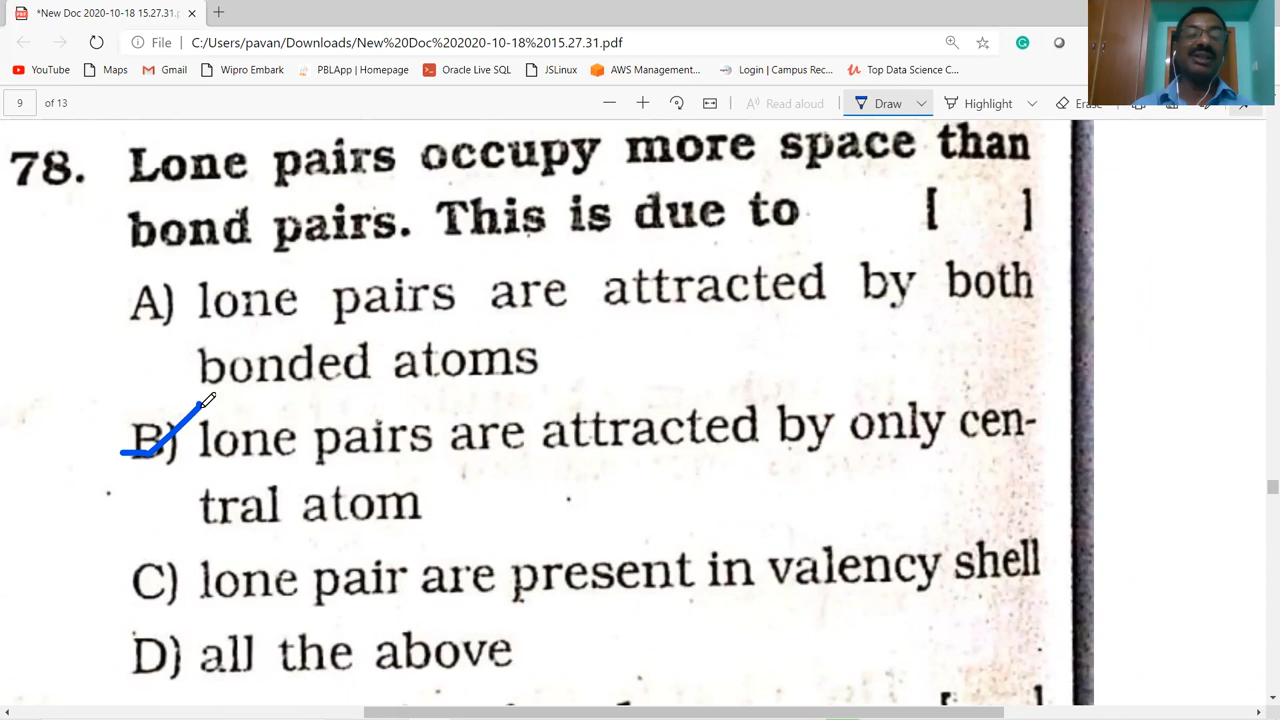 *New Doc 2020-10-18 15.27.31.p
File C:/Users/pavan/Downloads/New%20Doc%202020-10-18%2015.27.31.pdf
YouTube Maps Gmail Wipro Embark PBLApp | Homepage Oracle Live SQL JSLinux AWS Management... Login | Campus Rec... Top Data Science C...
9 of 13 Read aloud Draw Highlight Erase
78. Lone pairs occupy more space than
bond pairs. This is due to [ ]
A) lone pairs are attracted by both
bonded atoms
B) lone pairs are attracted by only cen-
tral atom
C) lone pair are present in valency shell
D) all the above